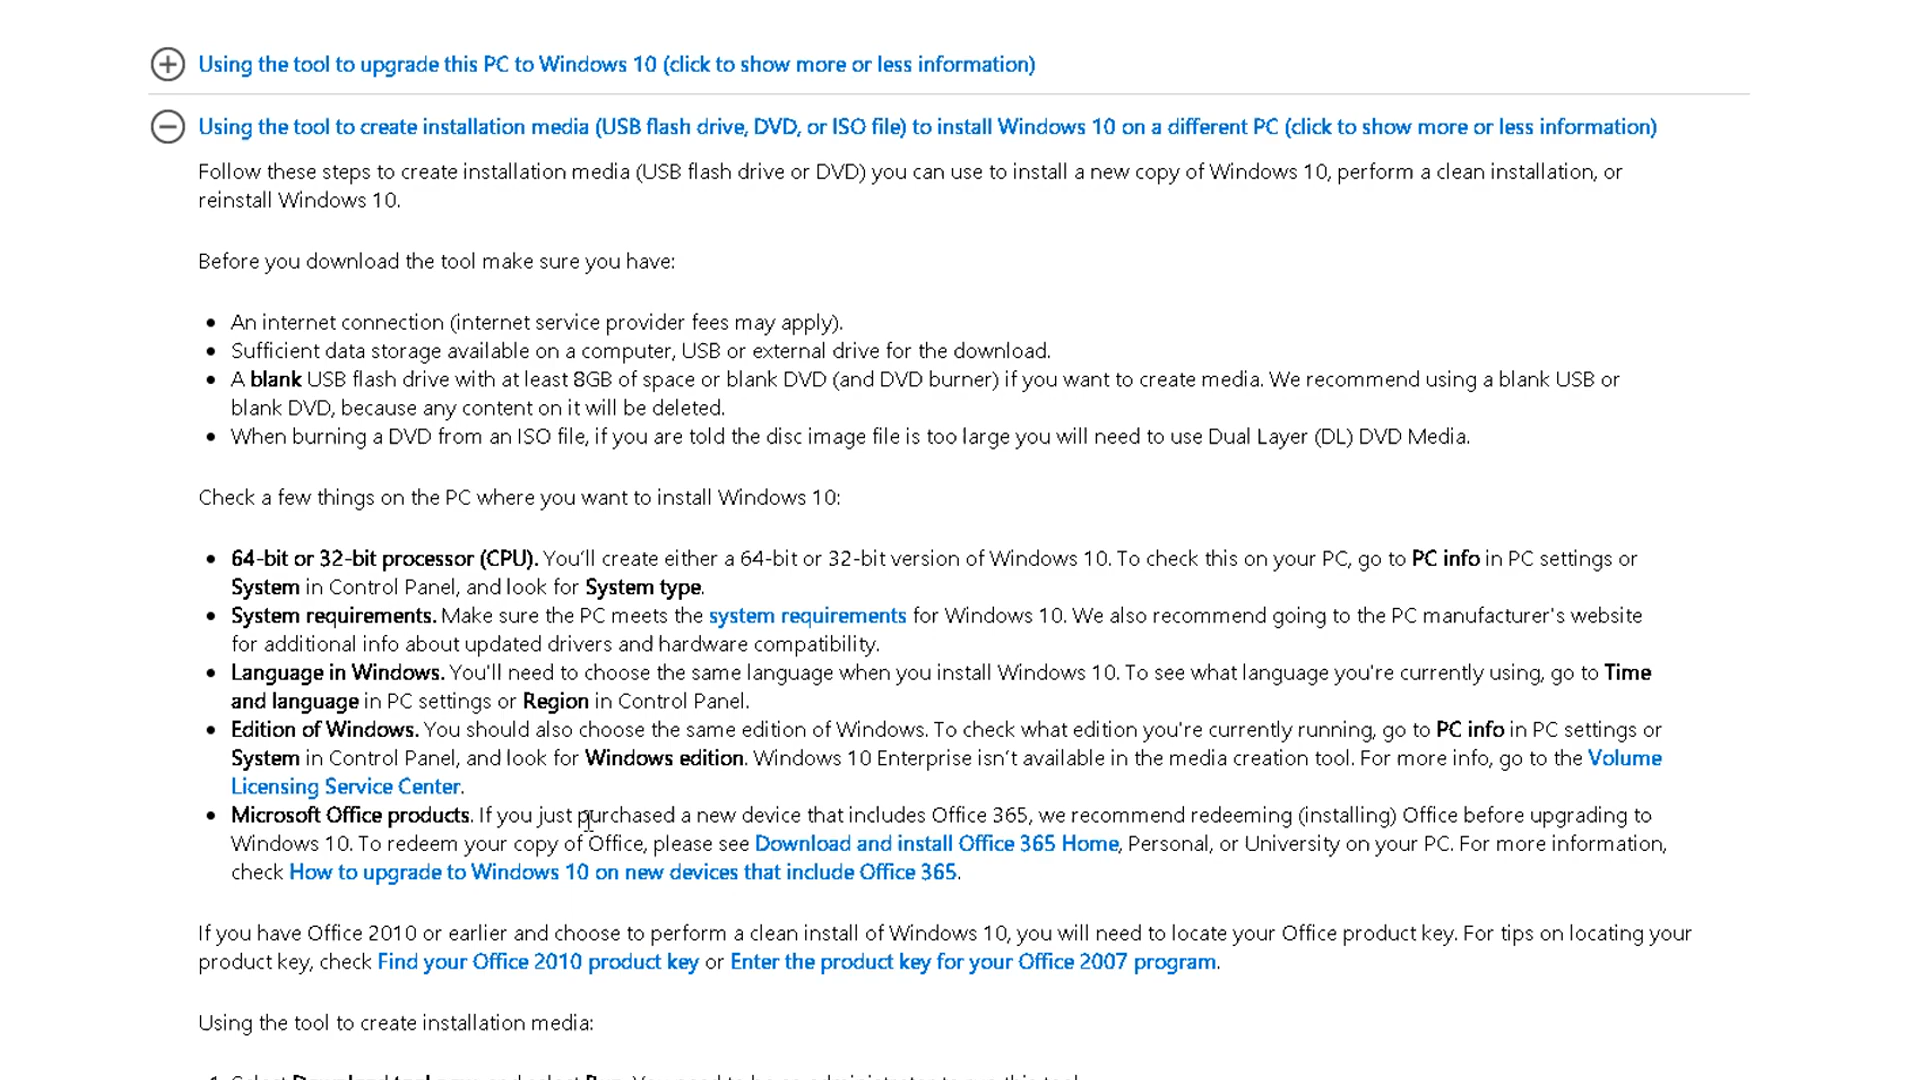 Using the tool to upgrade this PC to Windows 10 (click to show more or less information)
Using the tool to create installation media (USB flash drive, DVD, or ISO file) to install Windows 10 on a different PC (click to show more or less information)
Follow these steps to create installation media (USB flash drive or DVD) you can use to install a new copy of Windows 10, perform a clean installation, or
reinstall Windows 10.
Before you download the tool make sure you have:
• An internet connection (internet service provider fees may apply).
• Sufficient data storage available on a computer, USB or external drive for the download.
• A blank USB flash drive with at least 8GB of space or blank DVD (and DVD burner) if you want to create media. We recommend using a blank USB or
blank DVD, because any content on it will be deleted.
• When burning a DVD from an ISO file, if you are told the disc image file is too large you will need to use Dual Layer (DL) DVD Media.
Check a few things on the PC where you want to install Windows 10:
• 64-bit or 32-bit processor (CPU). You'll create either a 64-bit or 32-bit version of Windows 10. To check this on your PC, go to PC info in PC settings or
System in Control Panel, and look for System type.
• System requirements. Make sure the PC meets the system requirements for Windows 10. We also recommend going to the PC manufacturer's website
for additional info about updated drivers and hardware compatibility.
• Language in Windows. You'll need to choose the same language when you install Windows 10. To see what language you're currently using, go to Time
and language in PC settings or Region in Control Panel.
• Edition of Windows. You should also choose the same edition of Windows. To check what edition you're currently running, go to PC info in PC settings or
System in Control Panel, and look for Windows edition. Windows 10 Enterprise isn't available in the media creation tool. For more info, go to the Volume
Licensing Service Center.
• Microsoft Office products. If you just purchased a new device that includes Office 365, we recommend redeeming (installing) Office before upgrading to
Windows 10. To redeem your copy of Office, please see Download and install Office 365 Home, Personal, or University on your PC. For more information,
check How to upgrade to Windows 10 on new devices that include Office 365.
If you have Office 2010 or earlier and choose to perform a clean install of Windows 10, you will need to locate your Office product key. For tips on locating your
product key, check Find your Office 2010 product key or Enter the product key for your Office 2007 program.
Using the tool to create installation media: